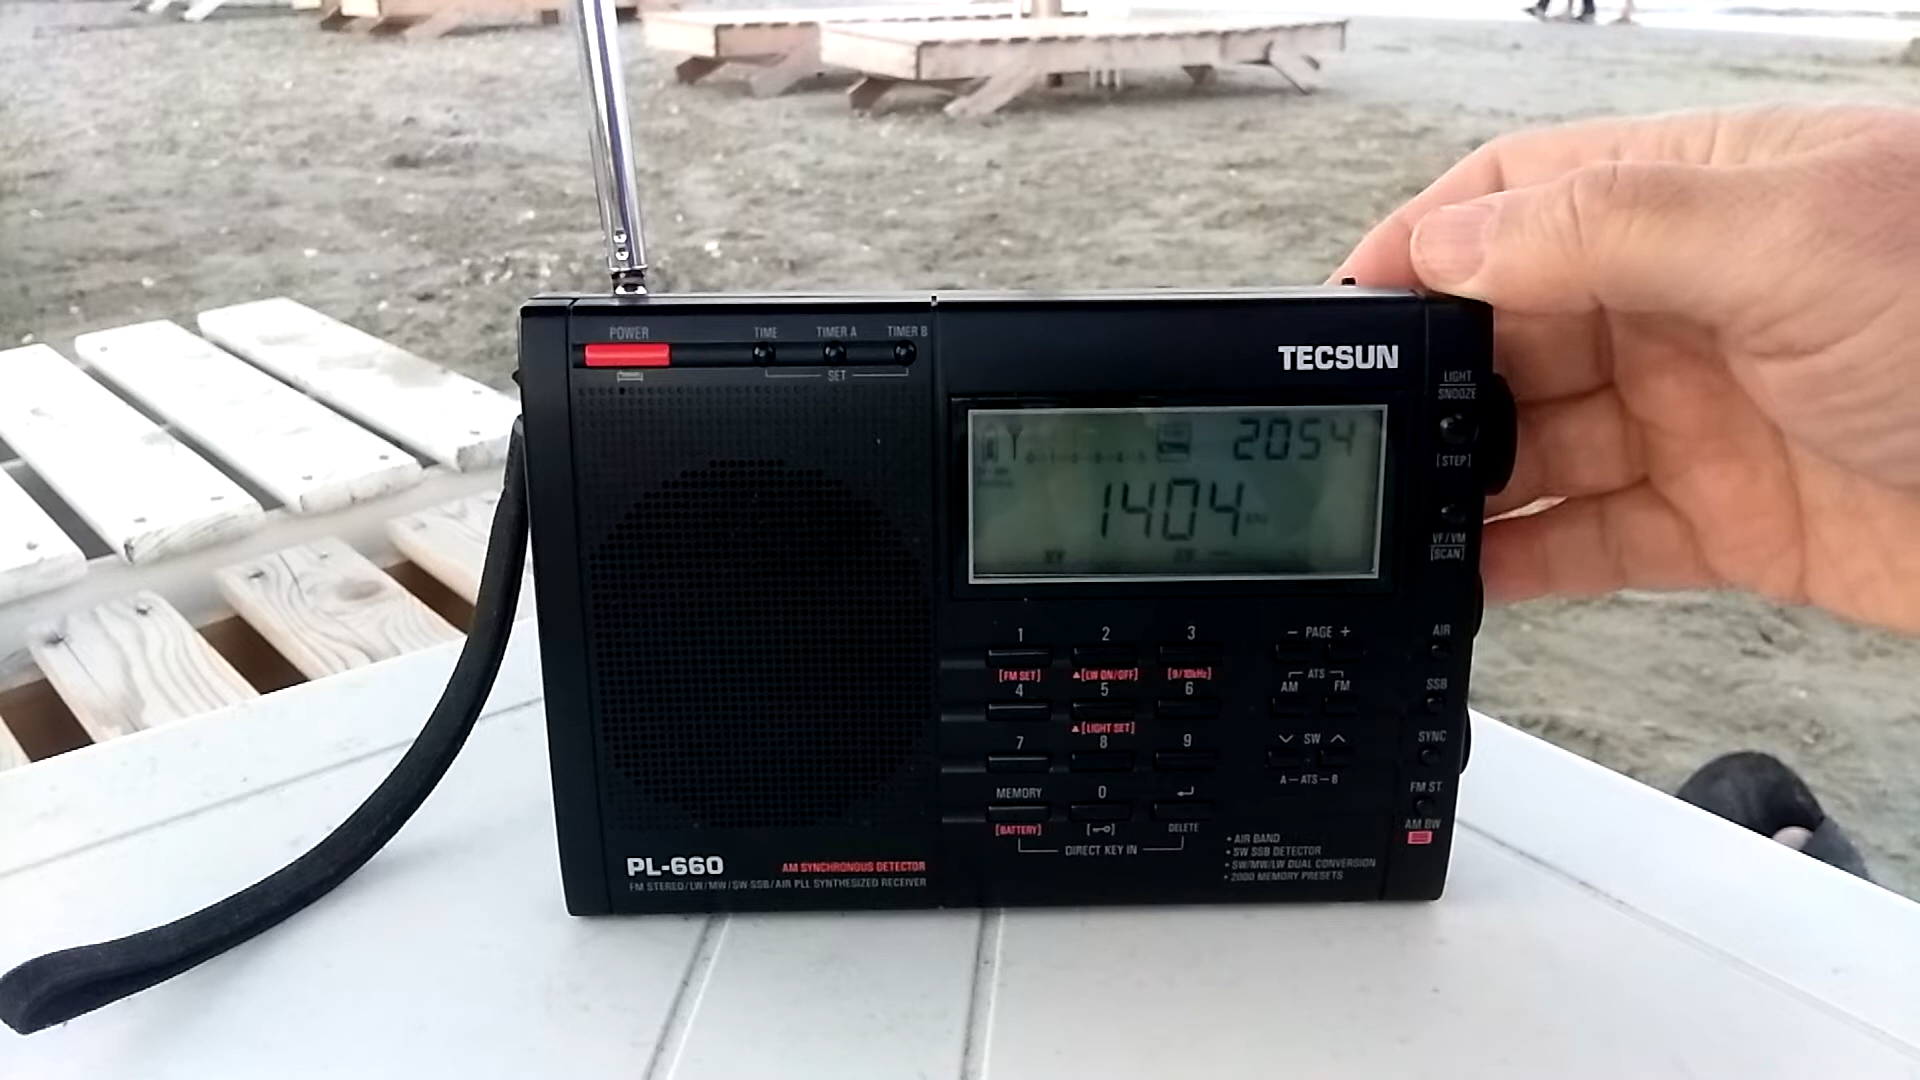 POWER TIME TIMER A TIMER B
SET
TECSUN
LIGHT
SNOOZE
[STEP]
2054
1404
VF/VM
[SCAN]
1 2 3 - PAGE +
[FM SET] ▲[LW ON/OFF] [9/10kHz]
ATS
AM FM
4 5 6
▲[LIGHT SET]
7 8 9 SW
A-ATS-B
MEMORY 0
[BATTERY] DELETE
DIRECT KEY IN
AIR
SSB
SYNC
FM ST
AM BW
• AIR BAND
• SW SSB DETECTOR
• SW/MW/LW DUAL CONVERSION
• 2000 MEMORY PRESETS
PL-660 AM SYNCHRONOUS DETECTOR
FM STEREO/LW/MW/SW-SSB/AIR PLL SYNTHESIZED RECEIVER